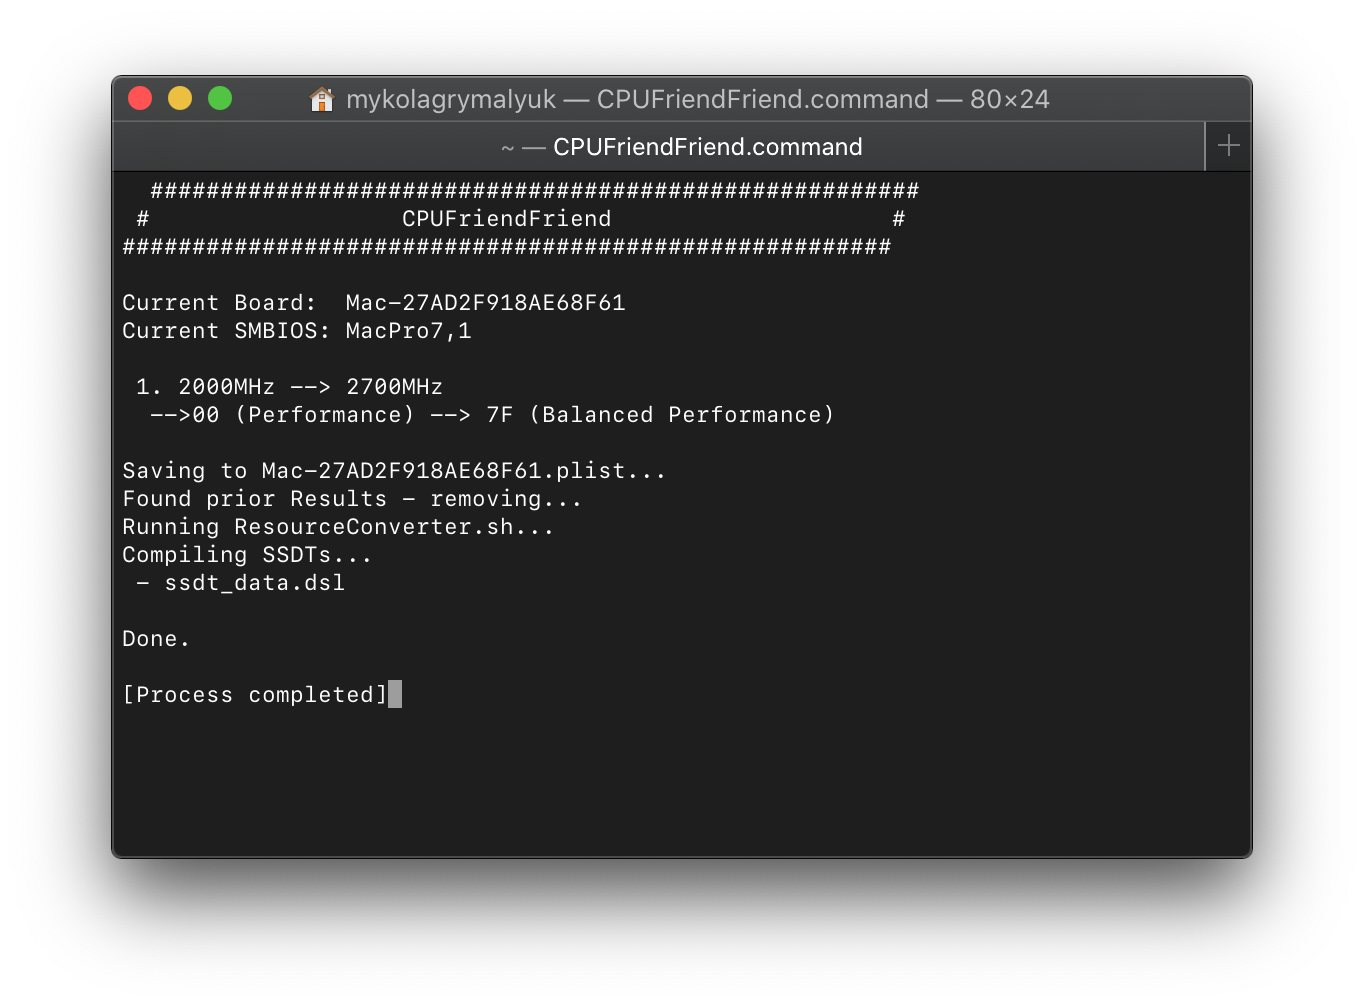 mykolagrymalyuk — CPUFriendFriend.command — 80×24
~ — CPUFriendFriend.command +
  #######################################################
 #                  CPUFriendFriend                    #
#######################################################
Current Board:  Mac-27AD2F918AE68F61
Current SMBIOS: MacPro7,1
 1. 2000MHz --> 2700MHz
  -->00 (Performance) --> 7F (Balanced Performance)
Saving to Mac-27AD2F918AE68F61.plist...
Found prior Results - removing...
Running ResourceConverter.sh...
Compiling SSDTs...
 - ssdt_data.dsl
Done.
[Process completed]